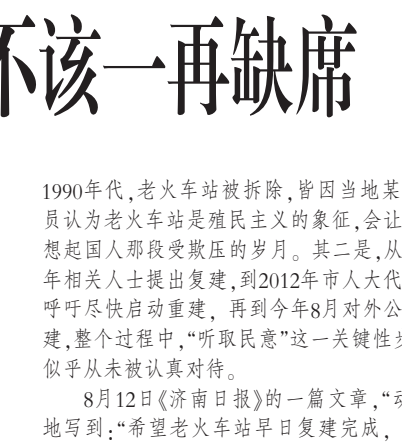 不该一再缺席
1990年代,老火车站被拆除,皆因当地某
员认为老火车站是殖民主义的象征,会让
想起国人那段受欺压的岁月。其二是,从
年相关人士提出复建,到2012年市人大代
呼吁尽快启动重建，再到今年8月对外公
建,整个过程中,“听取民意”这一关键性步
似乎从未被认真对待。
8月12日《济南日报》的一篇文章,“动
地写到:“希望老火车站早日复建完成，